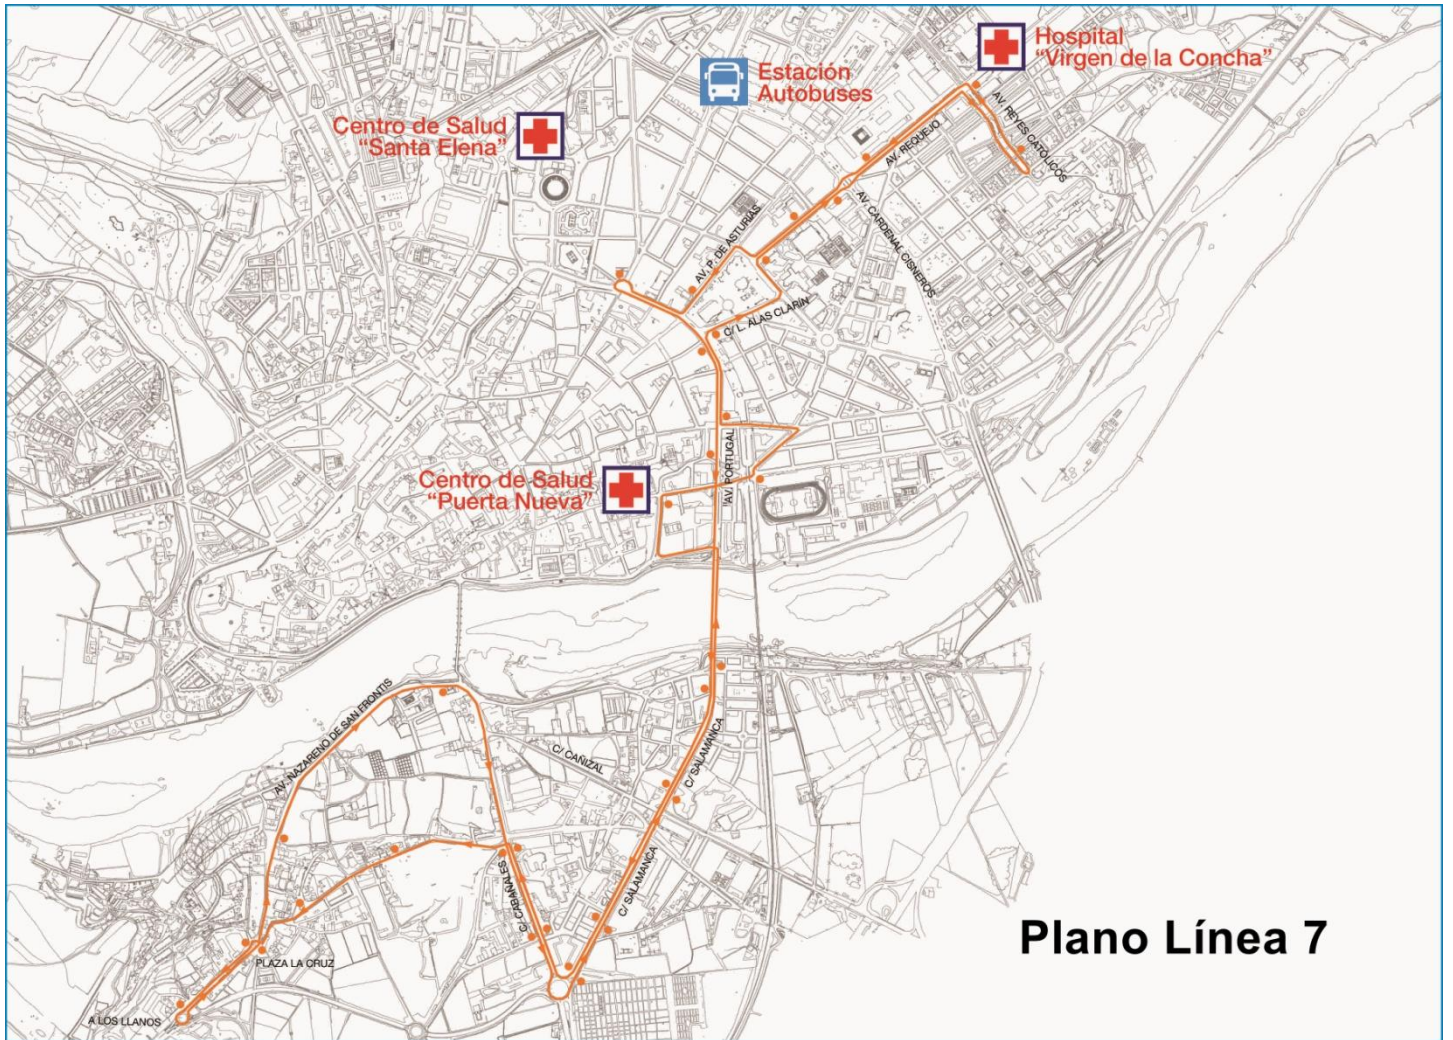 Hospital
“Virgen de la Concha”
Estación
Autobuses
Centro de Salud
“Santa Elena”
AV. REYES CATÓLICOS
AV. REQUEJO
AV. CARDENAL CISNEROS
AV. P. DE ASTURIAS
C/ L. ALAS CLARÍN
AV. PORTUGAL
Centro de Salud
“Puerta Nueva”
AV. NAZARENO DE SAN FRONTIS
C/ CAÑIZAL
C/ SALAMANCA
C/ SALAMANCA
C/ CABAÑALES
PLAZA LA CRUZ
A LOS LLANOS
Plano Línea 7